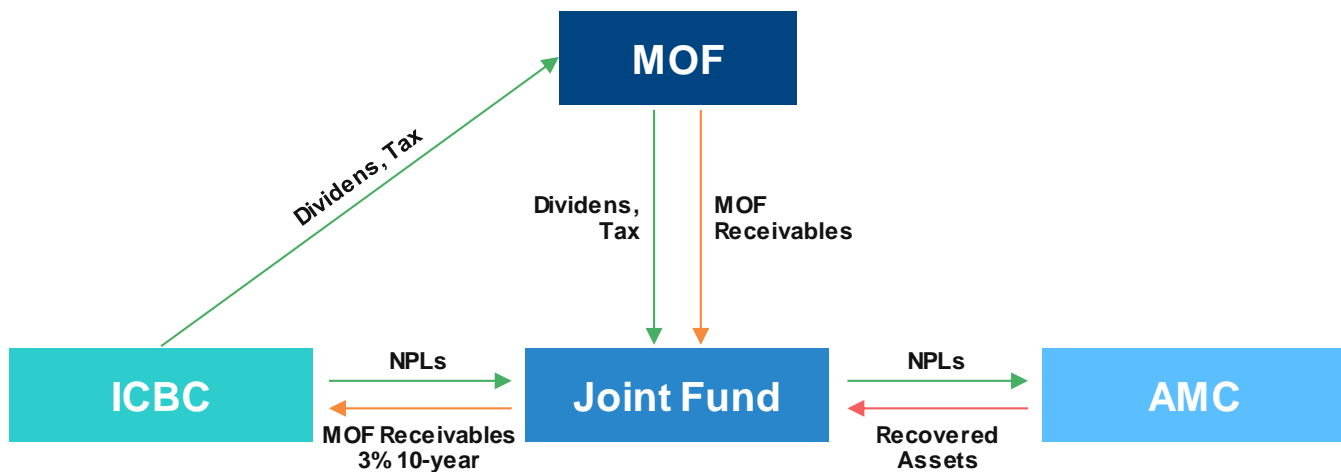 MOF
Dividens, Tax
Dividens,
Tax
MOF
Receivables
ICBC
NPLs
MOF Receivables
3% 10-year
Joint Fund
NPLs
Recovered
Assets
AMC